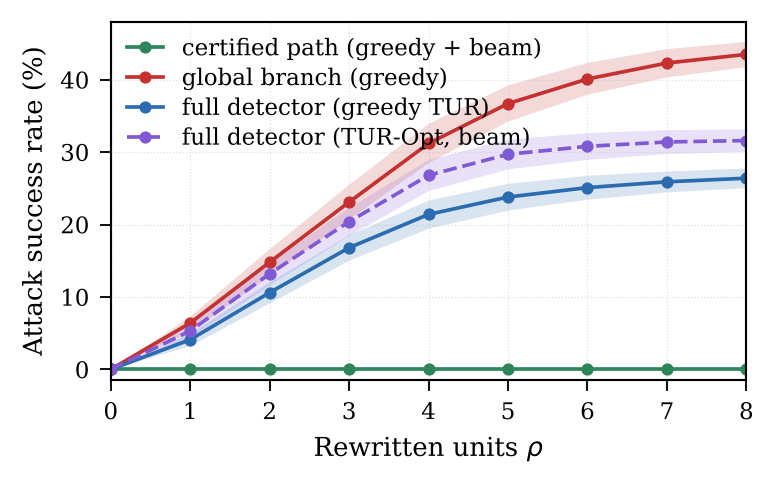 certified path (greedy + beam)
global branch (greedy)
full detector (greedy TUR)
full detector (TUR-Opt, beam)
Attack success rate (%)
40
30
20
10
0
0 1 2 3 4 5 6 7 8
Rewritten units ρ